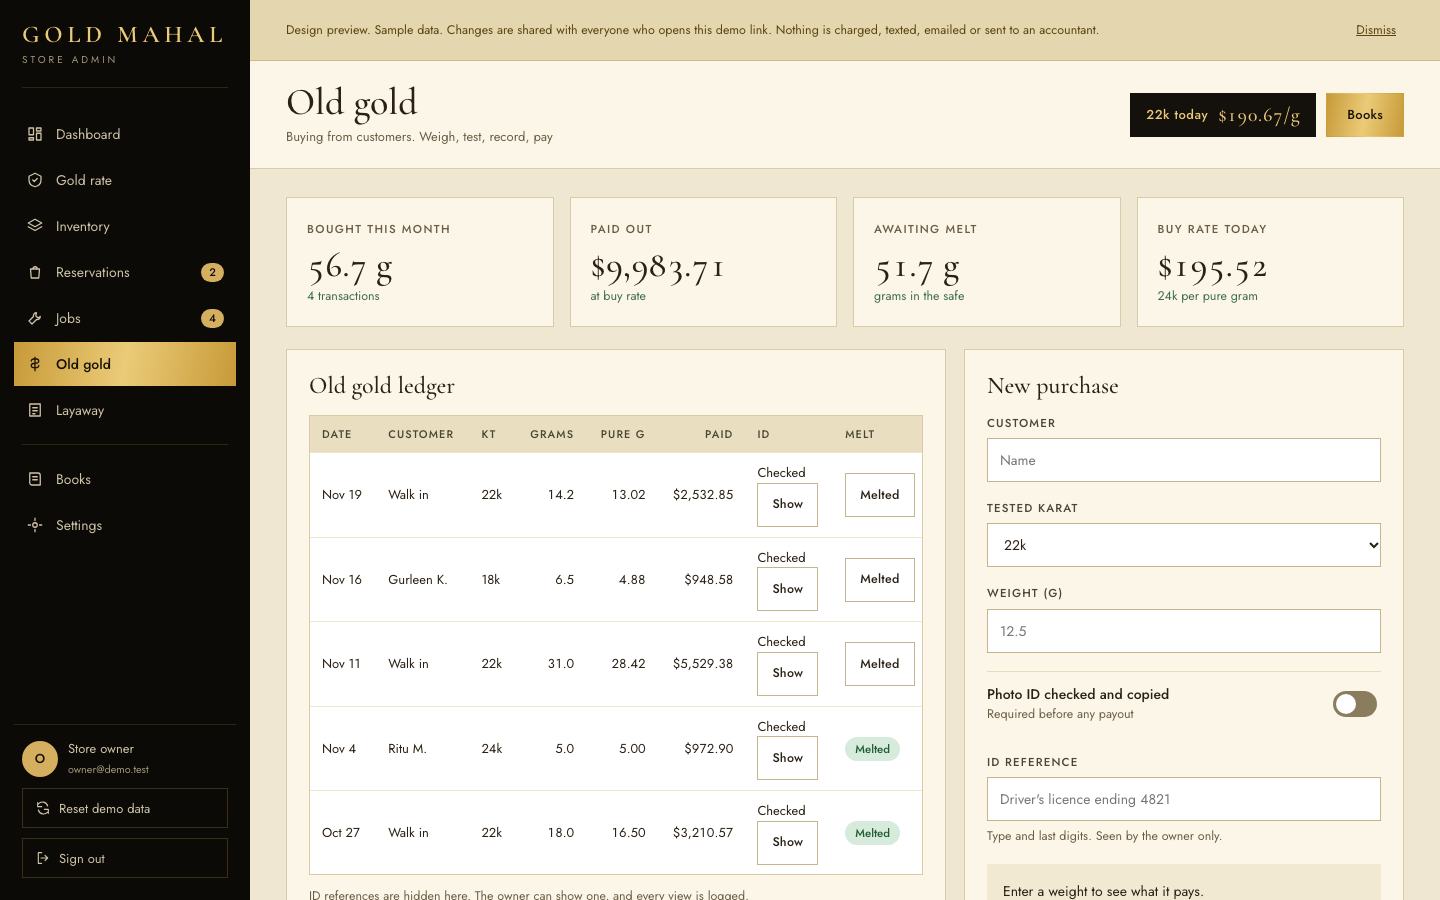 GOLD MAHAL
STORE ADMIN
Dashboard
Gold rate
Inventory
Reservations 2
Jobs 4
Old gold
Layaway
Books
Settings
O
Store owner
owner@demo.test
Reset demo data
Sign out
Design preview. Sample data. Changes are shared with everyone who opens this demo link. Nothing is charged, texted, emailed or sent to an accountant. Dismiss
Old gold
Buying from customers. Weigh, test, record, pay
22k today $190.67/g
Books
BOUGHT THIS MONTH
56.7 g
4 transactions
PAID OUT
$9,983.71
at buy rate
AWAITING MELT
51.7 g
grams in the safe
BUY RATE TODAY
$195.52
24k per pure gram
Old gold ledger
DATE CUSTOMER KT GRAMS PURE G PAID ID MELT
Nov 19 Walk in 22k 14.2 13.02 $2,532.85 Checked Show Melted
Nov 16 Gurleen K. 18k 6.5 4.88 $948.58 Checked Show Melted
Nov 11 Walk in 22k 31.0 28.42 $5,529.38 Checked Show Melted
Nov 4 Ritu M. 24k 5.0 5.00 $972.90 Checked Show Melted
Oct 27 Walk in 22k 18.0 16.50 $3,210.57 Checked Show Melted
ID references are hidden here. The owner can show one, and every view is logged.
New purchase
CUSTOMER
Name
TESTED KARAT
22k
WEIGHT (G)
12.5
Photo ID checked and copied
Required before any payout
ID REFERENCE
Driver's licence ending 4821
Type and last digits. Seen by the owner only.
Enter a weight to see what it pays.